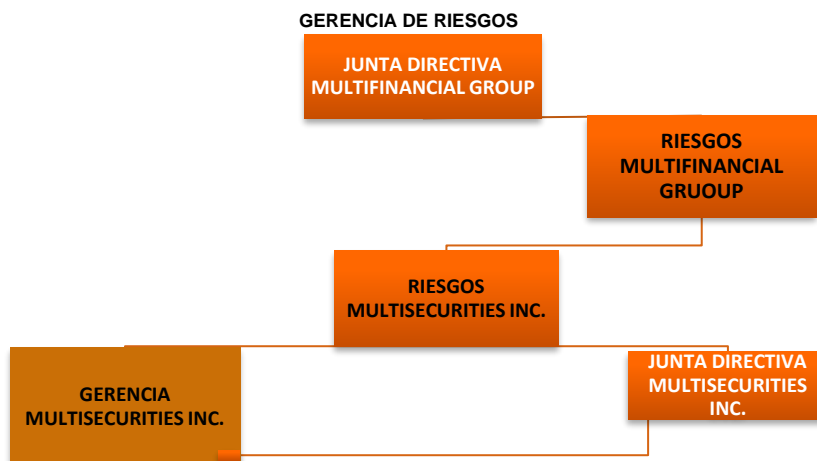 GERENCIA DE RIESGOS
JUNTA DIRECTIVA
MULTIFINANCIAL GROUP
RIESGOS
MULTIFINANCIAL
GRUOUP
RIESGOS
MULTISECURITIES INC.
GERENCIA
MULTISECURITIES INC.
JUNTA DIRECTIVA
MULTISECURITIES
INC.